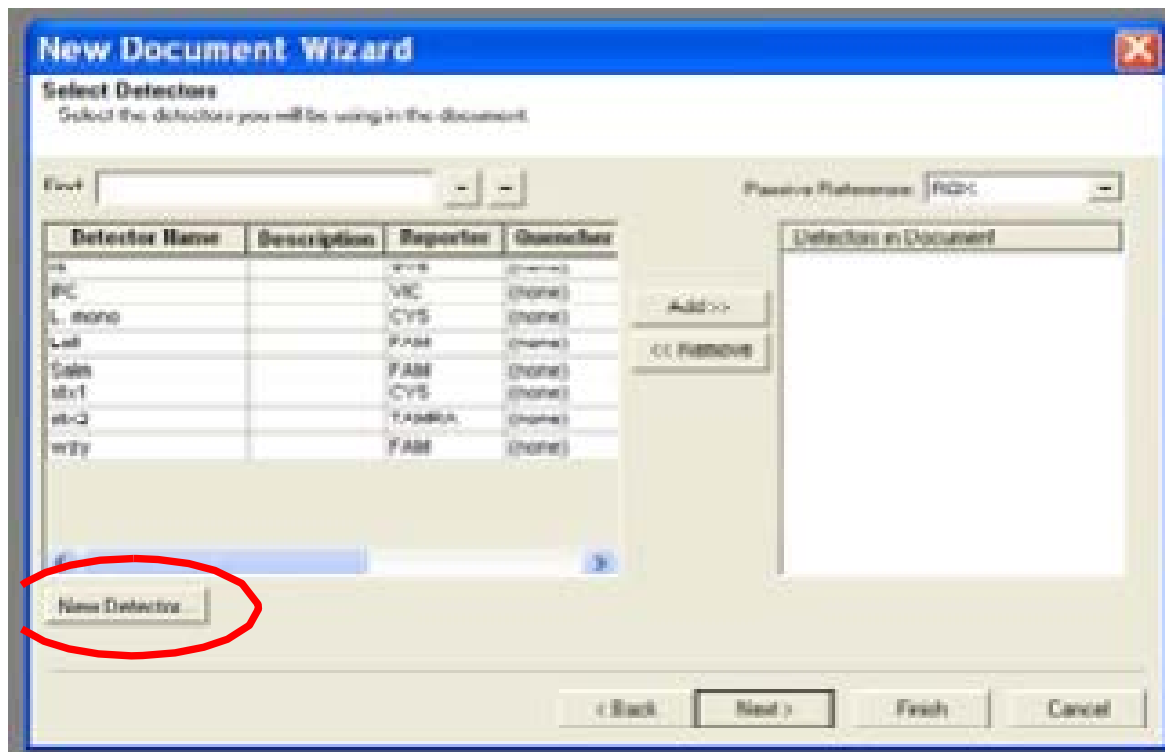 New Document Wizard
Select Detectors
Select the detectors you will be using in the document.
Find: Passive Reference: ROX
Detector Name Description Reporter Quencher
Detectors in Document
IPC VIC (none)
L. mono CY5 (none)
FAM (none)
Salm FAM (none)
stx1 CY5 (none)
stx2 TAMRA (none)
wzy FAM (none)
Add >>
<< Remove
New Detector...
< Back Next > Finish Cancel